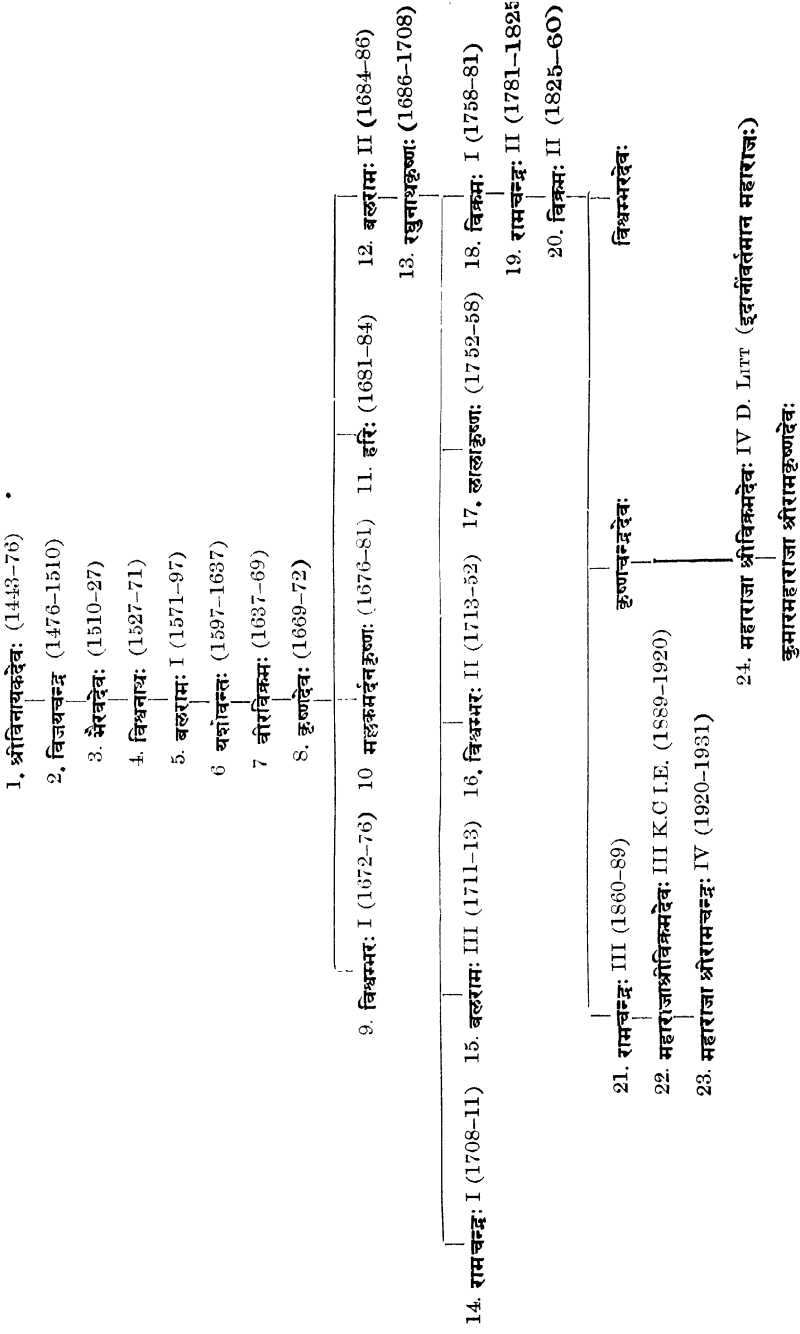 1. श्रीविनायकदेवः (1443–76)
2. विजयचन्द्र (1476–1510)
3. भैरवदेवः (1510–27)
4. विश्वनाथः (1527–71)
5. बलरामः I (1571–97)
6 यशोवन्तः (1597–1637)
7 वीरविक्रमः (1637–69)
8. कृष्णदेवः (1669–72)
9. विश्वम्भरः I (1672–76) 10 मलकमर्दनकृष्णः (1676–81) 11. हरिः (1681–84) 12. बलरामः II (1684–86)
13. रघुनाथकृष्णः (1686–1708)
14. रामचन्द्रः I (1708–11) 15. बलरामः III (1711–13) 16. विश्वम्भरः II (1713–52) 17. लालाकृष्णः (1752–58) 18. विक्रमः I (1758–81)
19. रामचन्द्रः II (1781–1825
20. विक्रमः II (1825–60)
21. रामचन्द्रः III (1860–89) कृष्णचन्द्रदेवः विश्वम्भरदेवः
22. महाराजाश्रीविक्रमदेवः III K.C I.E. (1889–1920)
23. महाराजा श्रीरामचन्द्रः IV (1920–1931)
24. महाराजा श्रीविक्रमदेवः IV D. LITT (इदानींवर्तमान महाराजः)
कुमारमहाराजा श्रीरामकृष्णदेवः